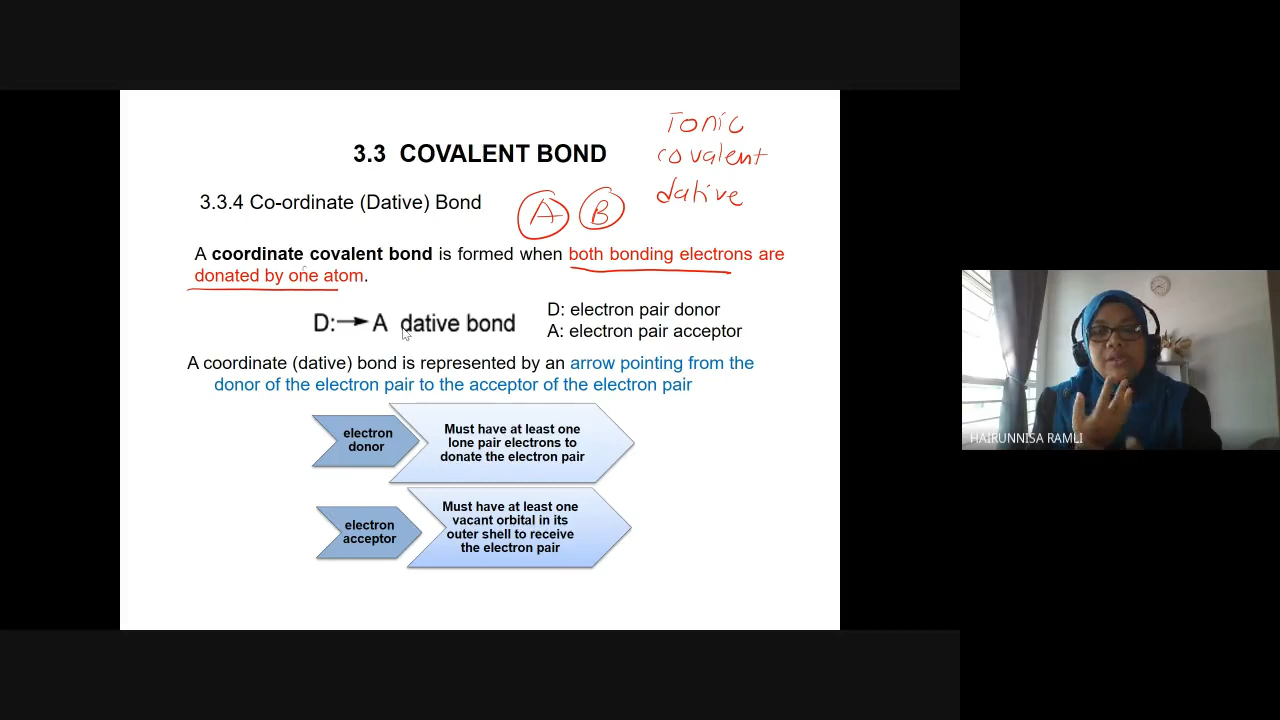 Ionic
covalent
dative
3.3 COVALENT BOND
3.3.4 Co-ordinate (Dative) Bond
A B
A coordinate covalent bond is formed when both bonding electrons are
donated by one atom.
D:→A dative bond
D: electron pair donor
A: electron pair acceptor
A coordinate (dative) bond is represented by an arrow pointing from the
donor of the electron pair to the acceptor of the electron pair
electron
donor
Must have at least one
lone pair electrons to
donate the electron pair
electron
acceptor
Must have at least one
vacant orbital in its
outer shell to receive
the electron pair
HAIRUNNISA RAMLI